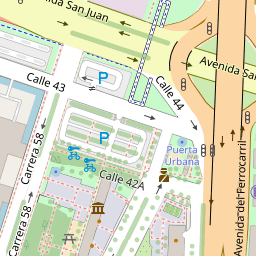 nida San Juan
Avenida San
Calle 43
Calle 44
P
Carrera 58
P
Puerta
Urbana
Calle 42A
Carrera 58
Avenida del Ferrocarril